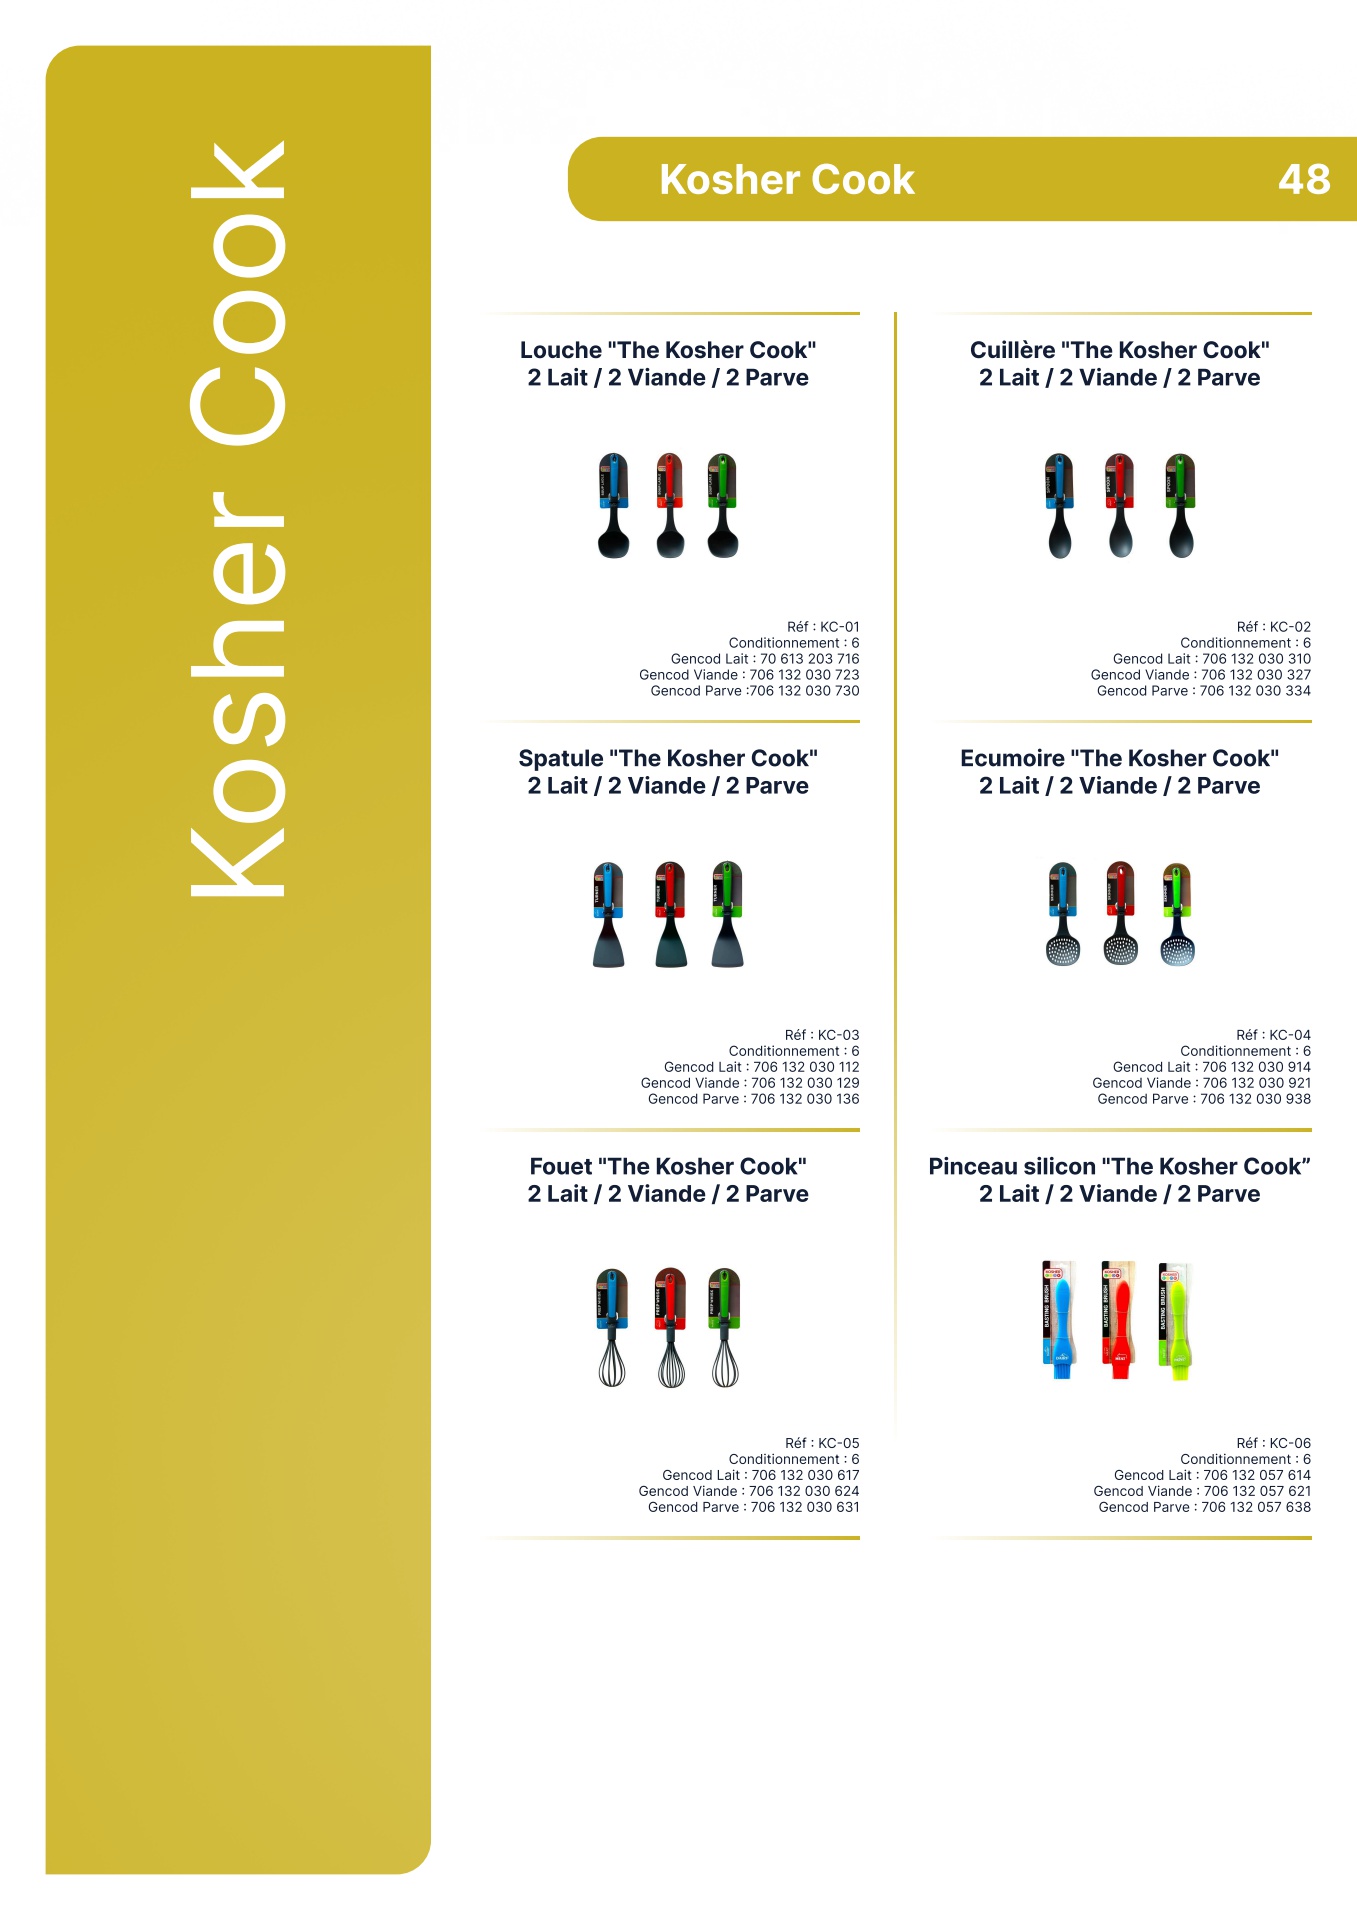 Kosher Cook
Kosher Cook
48
Louche "The Kosher Cook"
2 Lait / 2 Viande / 2 Parve
Réf : KC-01
Conditionnement : 6
Gencod Lait : 70 613 203 716
Gencod Viande : 706 132 030 723
Gencod Parve :706 132 030 730
Cuillère "The Kosher Cook"
2 Lait / 2 Viande / 2 Parve
Réf : KC-02
Conditionnement : 6
Gencod Lait : 706 132 030 310
Gencod Viande : 706 132 030 327
Gencod Parve : 706 132 030 334
Spatule "The Kosher Cook"
2 Lait / 2 Viande / 2 Parve
Réf : KC-03
Conditionnement : 6
Gencod Lait : 706 132 030 112
Gencod Viande : 706 132 030 129
Gencod Parve : 706 132 030 136
Ecumoire "The Kosher Cook"
2 Lait / 2 Viande / 2 Parve
Réf : KC-04
Conditionnement : 6
Gencod Lait : 706 132 030 914
Gencod Viande : 706 132 030 921
Gencod Parve : 706 132 030 938
Fouet "The Kosher Cook"
2 Lait / 2 Viande / 2 Parve
Réf : KC-05
Conditionnement : 6
Gencod Lait : 706 132 030 617
Gencod Viande : 706 132 030 624
Gencod Parve : 706 132 030 631
Pinceau silicon "The Kosher Cook”
2 Lait / 2 Viande / 2 Parve
BASTING BRUSH
BASTING BRUSH
BASTING BRUSH
Réf : KC-06
Conditionnement : 6
Gencod Lait : 706 132 057 614
Gencod Viande : 706 132 057 621
Gencod Parve : 706 132 057 638